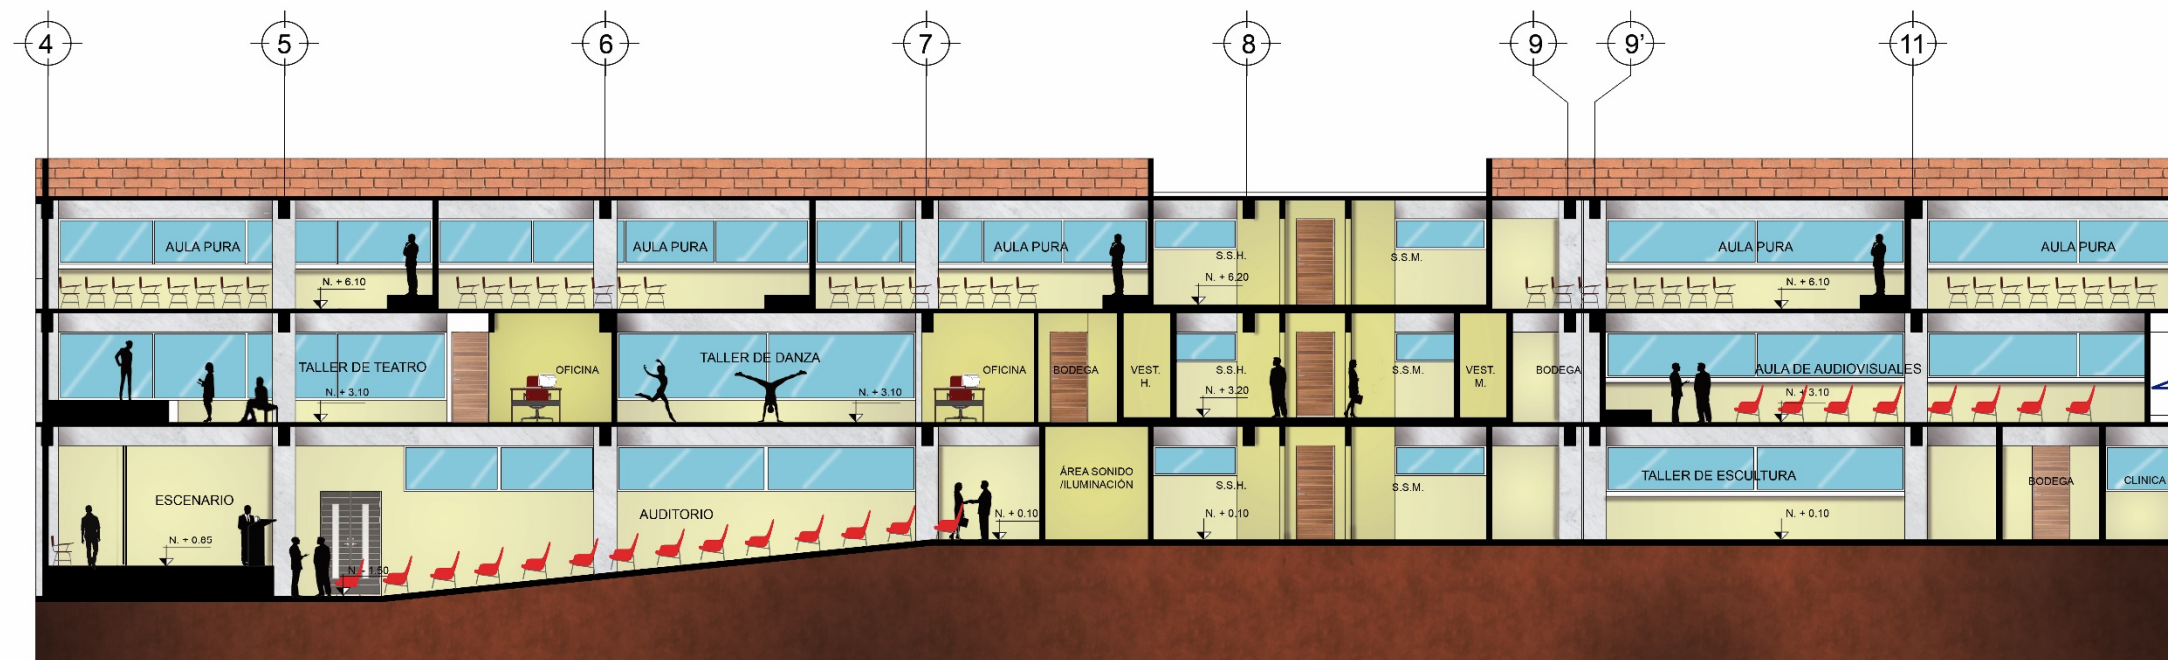 4
5
6
7
8
9
9'
11
AULA PURA
AULA PURA
AULA PURA
S.S.H.
S.S.M.
AULA PURA
AULA PURA
N. + 6.10
N. + 6.20
N. + 6.10
TALLER DE TEATRO
OFICINA
TALLER DE DANZA
OFICINA
BODEGA
VEST.
H.
S.S.H.
S.S.M.
VEST.
M.
BODEGA
AULA DE AUDIOVISUALES
N. + 3.10
N. + 3.10
N. + 3.20
N. + 3.10
ESCENARIO
AUDITORIO
ÁREA SONIDO
/ILUMINACIÓN
S.S.H.
S.S.M.
TALLER DE ESCULTURA
BODEGA
CLINICA
N. + 0.85
N. - 1.50
N. + 0.10
N. + 0.10
N. + 0.10